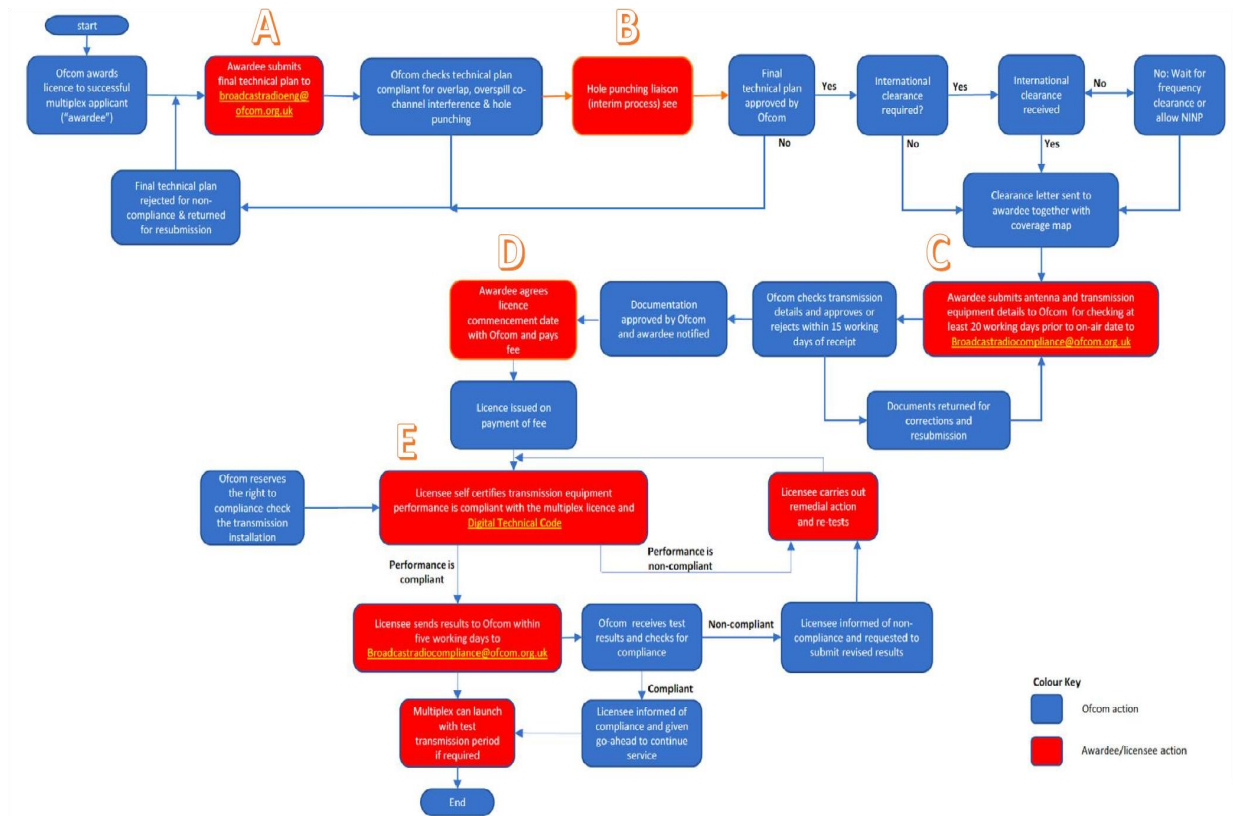 A
B
start
Ofcom awards
licence to successful
multiplex applicant
("awardee")
Awardee submits
final technical plan to
broadcastradioeng@
ofcom.org.uk
Ofcom checks technical plan
compliant for overlap, overspill co-
channel interference & hole
punching
Hole punching liaison
(interim process) see
Final
technical plan
approved by
Ofcom
Yes
No
International
clearance
required?
Yes
No
International
clearance
received
No
Yes
No: Wait for
frequency
clearance or
allow NINP
Final technical plan
rejected for non-
compliance & returned
for resubmission
Clearance letter sent to
awardee together with
coverage map
D
C
Awardee agrees
licence
commencement date
with Ofcom and pays
fee
Documentation
approved by Ofcom
and awardee notified
Ofcom checks transmission
details and approves or
rejects within 15 working
days of receipt
Awardee submits antenna and transmission
equipment details to Ofcom for checking at
least 20 working days prior to on-air date to
Broadcastradiocompliance@ofcom.org.uk
Licence issued on
payment of fee
Documents returned for
corrections and
resubmission
E
Ofcom reserves
the right to
compliance check
the transmission
installation
Licensee self certifies transmission equipment
performance is compliant with the multiplex licence and
Digital Technical Code
Licensee carries out
remedial action
and re-tests
Performance is
compliant
Performance is
non-compliant
Licensee sends results to Ofcom within
five working days to
Broadcastradiocompliance@ofcom.org.uk
Ofcom receives test
results and checks for
compliance
Non-compliant
Licensee informed of non-
compliance and requested to
submit revised results
Compliant
Multiplex can launch
with test
transmission period
if required
Licensee informed of
compliance and given
go-ahead to continue
service
End
Colour Key
Ofcom action
Awardee/licensee action